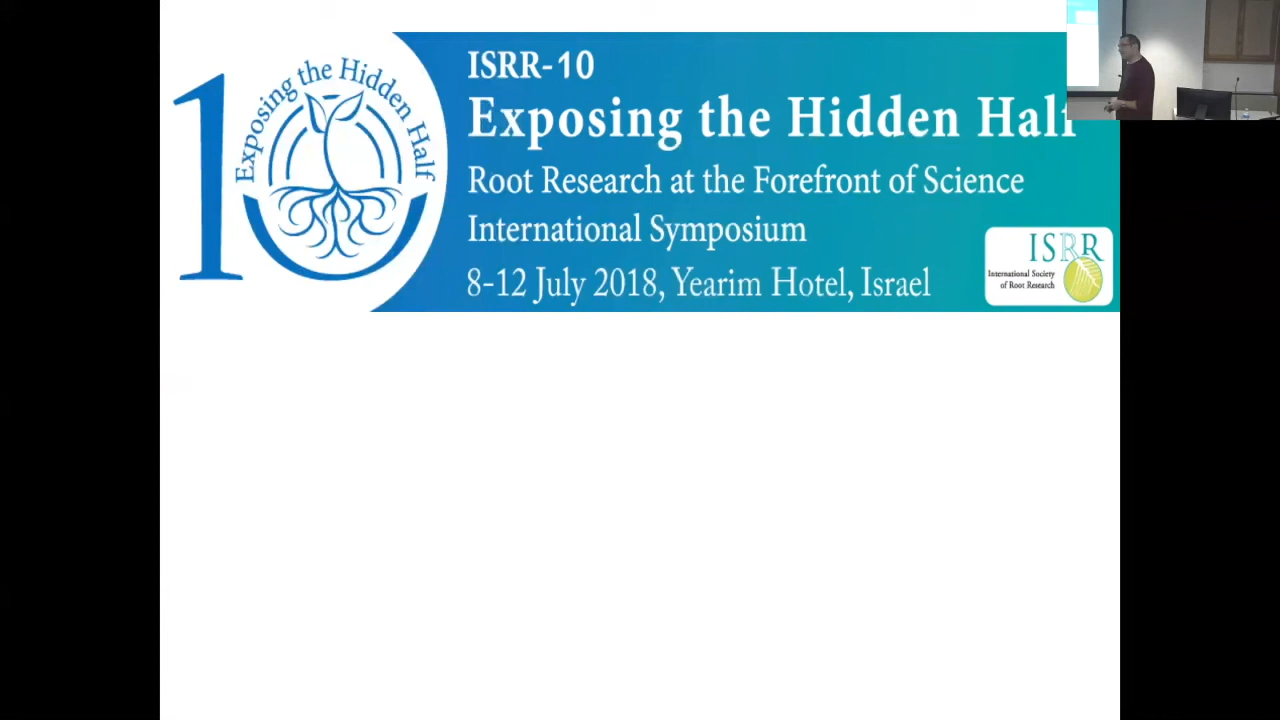 10
Exposing the Hidden Half
ISRR-10
Exposing the Hidden Half
Root Research at the Forefront of Science
International Symposium
8-12 July 2018, Yearim Hotel, Israel
ISRR
International Society
of Root Research